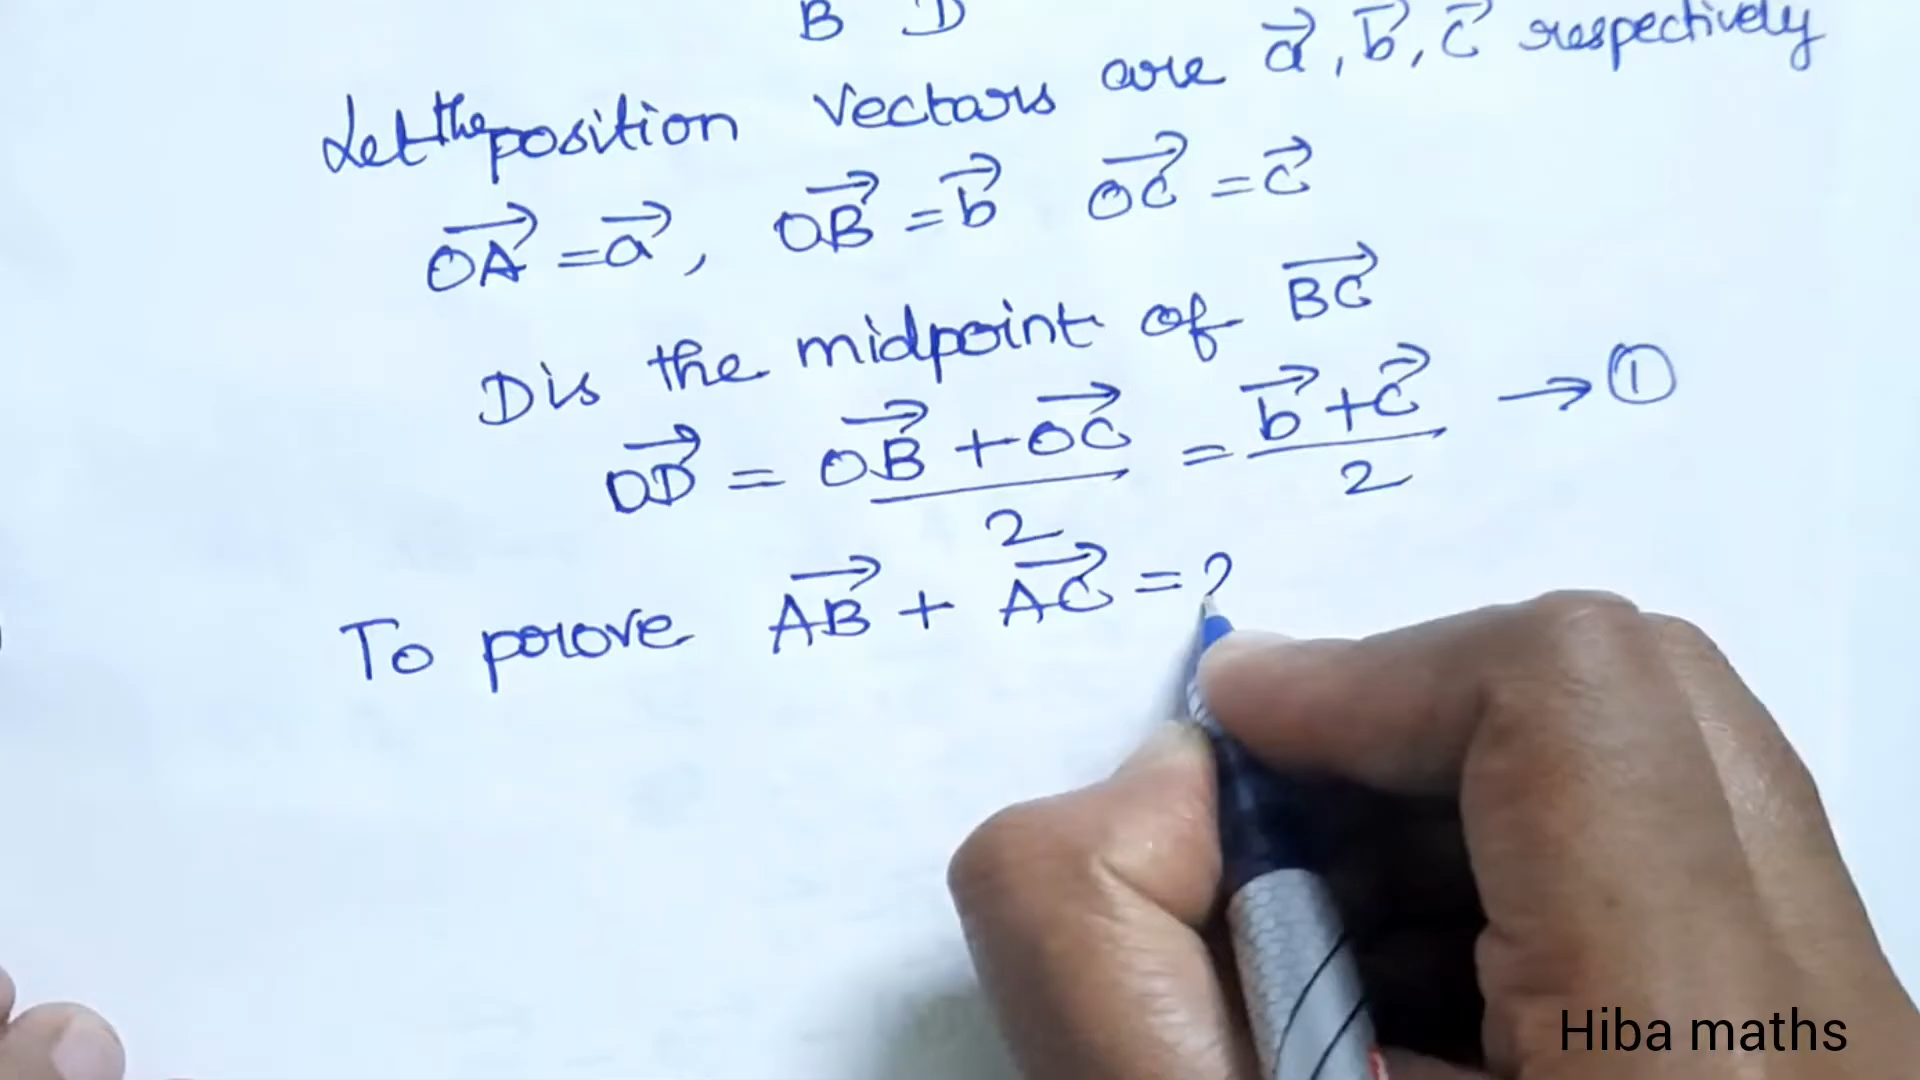 B D
Let the position vectors are a⃗, b⃗, c⃗ respectively
OA⃗ = a⃗, OB⃗ = b⃗ OC⃗ = c⃗
D is the midpoint of BC⃗
OD⃗ = (OB⃗ + OC⃗)/2 = (b⃗ + c⃗)/2 → ①
To prove AB⃗ + AC⃗ = 2
Hiba maths